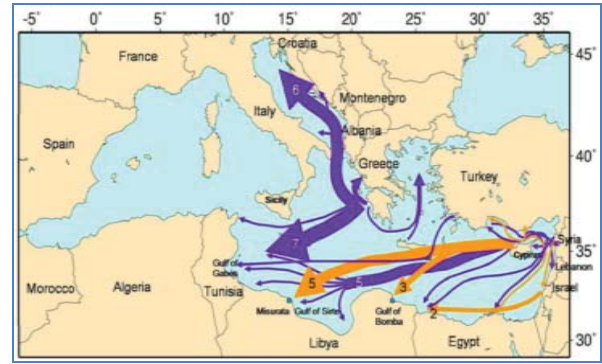 -5° 0° 5° 10° 15° 20° 25° 30° 35°
45°
Croatia
France
6
4
Montenegro
Italy
Albania
40°
Spain
Greece
Turkey
Sicily
35°
7
Syria
Cyprus
Gulf of
Gabes
Lebanon
5
5
3
Israel
Morocco
Algeria
Tunisia
Misurata
Gulf of Sirte
Gulf of
Bomba
2
Libya
Egypt
30°